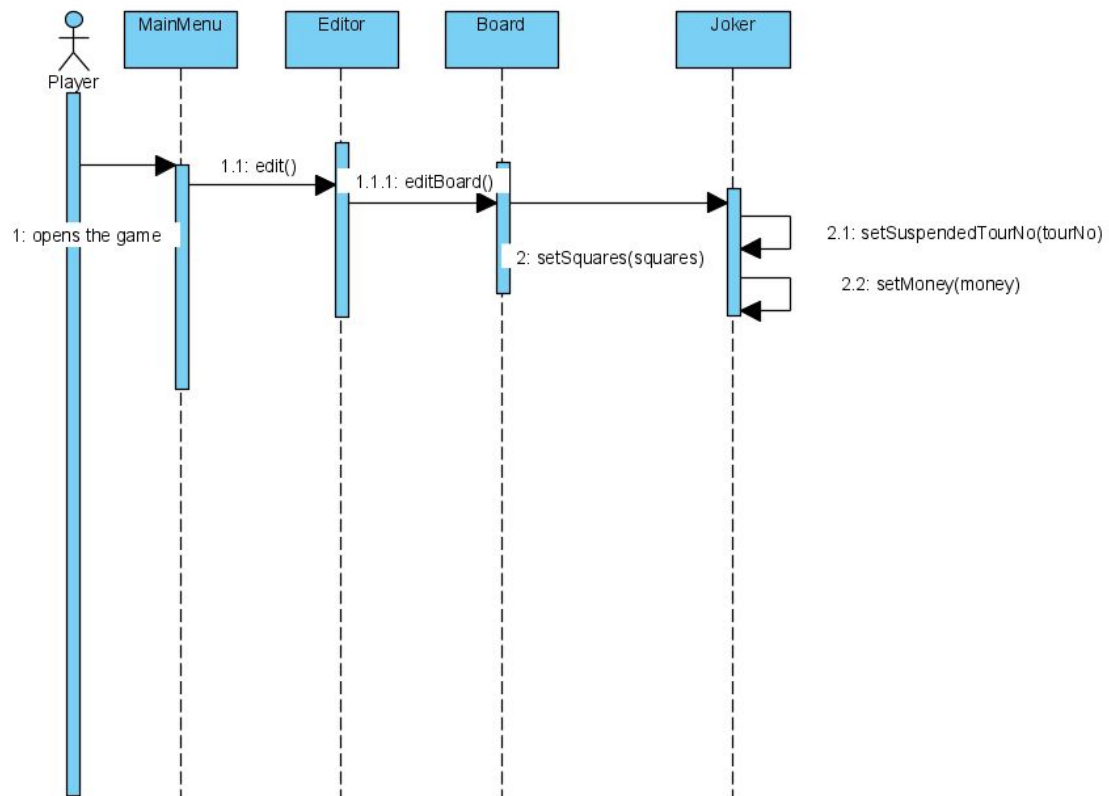 MainMenu
Editor
Board
Joker
Player
1.1: edit()
1.1.1: editBoard()
1: opens the game
2: setSquares(squares)
2.1: setSuspendedTourNo(tourNo)
2.2: setMoney(money)